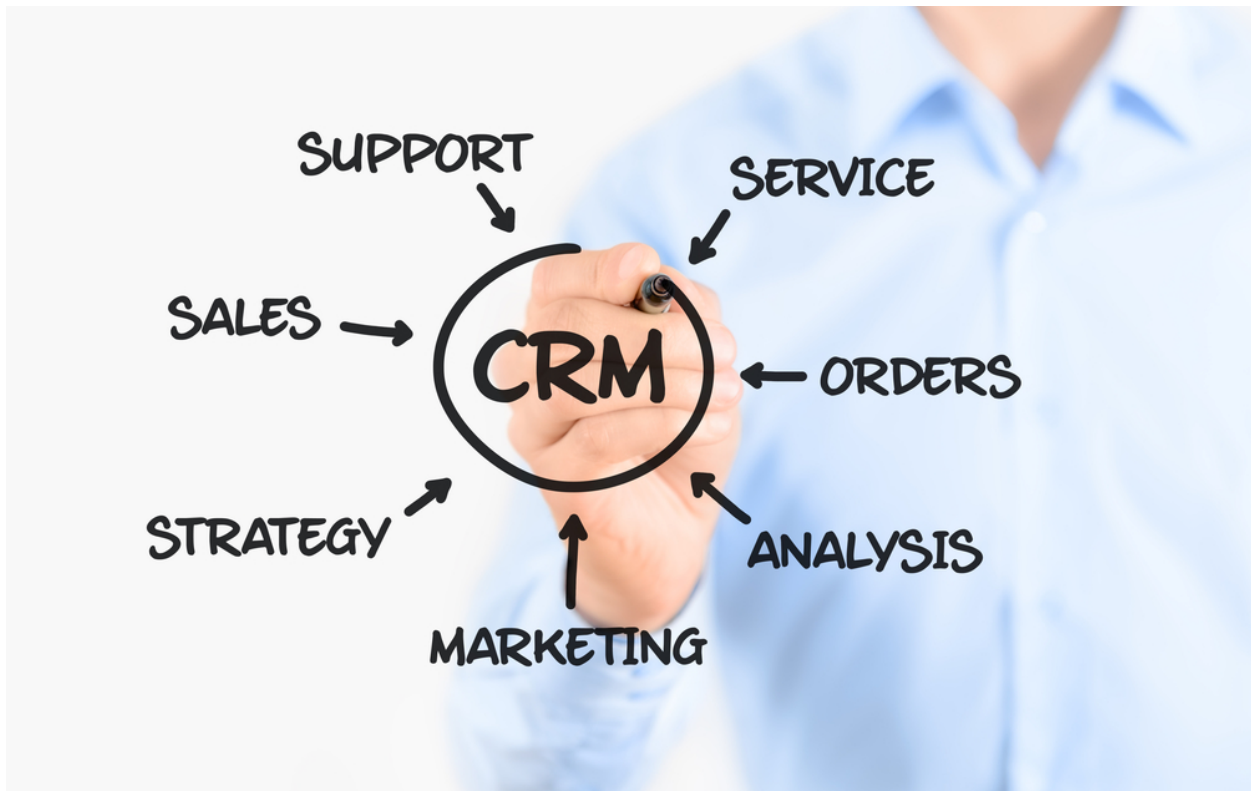 SUPPORT
SERVICE
SALES
CRM
ORDERS
STRATEGY
ANALYSIS
MARKETING